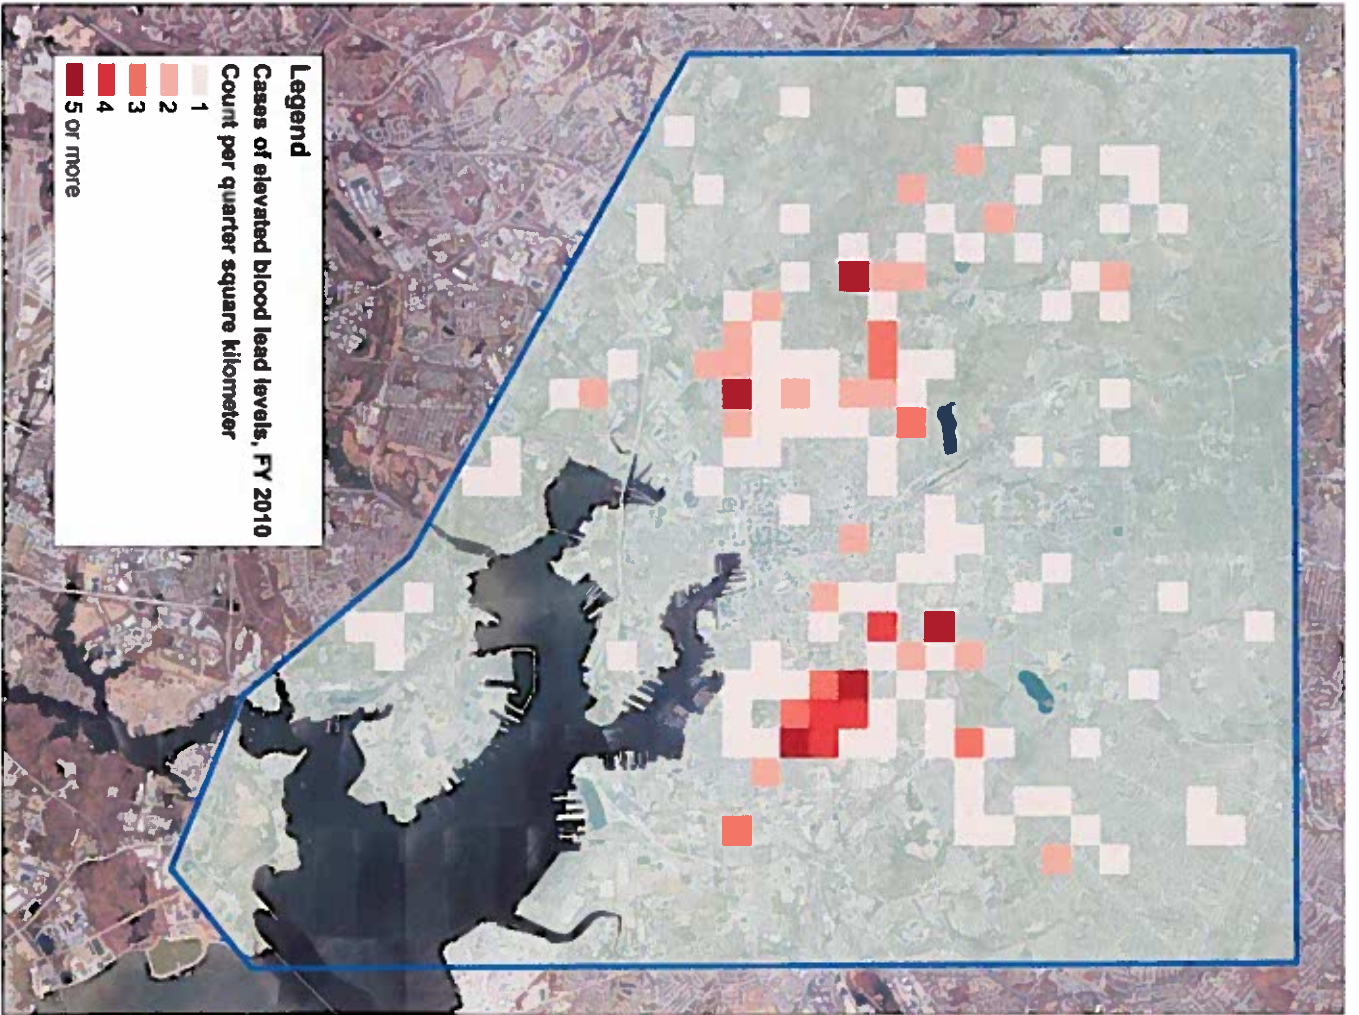 Legend
Cases of elevated blood lead levels, FY 2010
Count per quarter square kilometer
1
2
3
4
5 or more